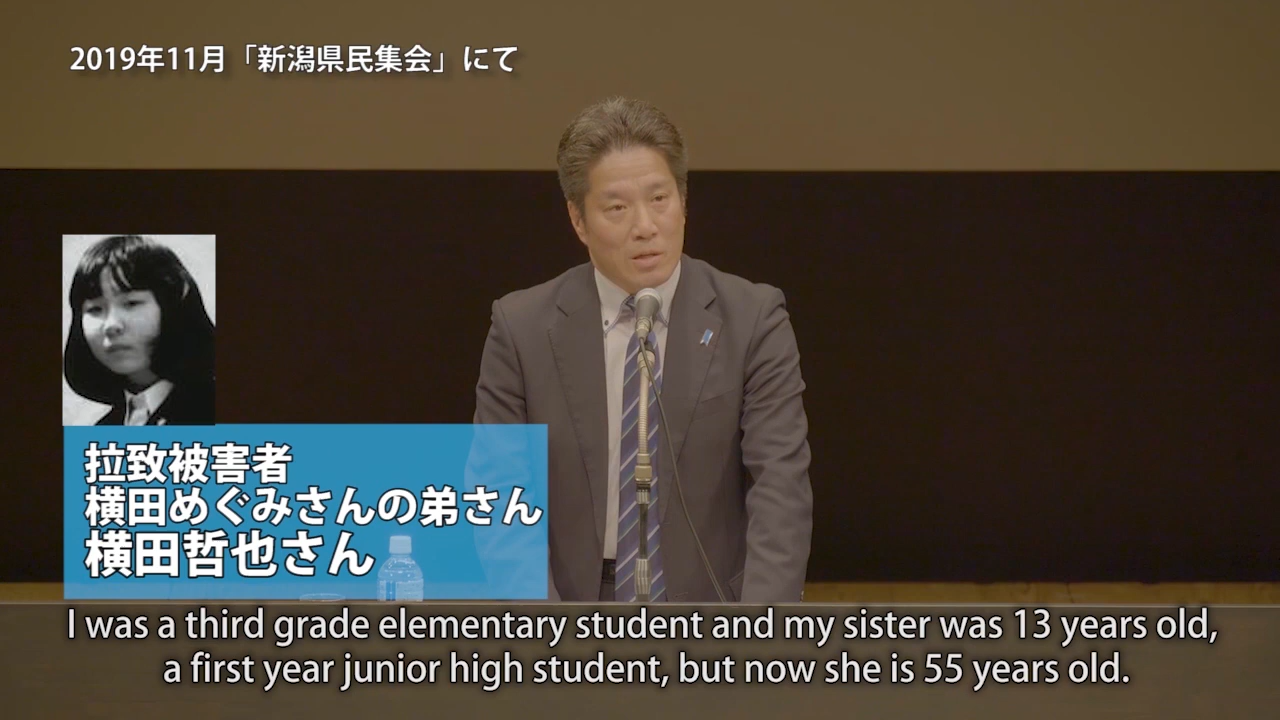 2019年11月「新潟県民集会」にて
拉致被害者
横田めぐみさんの弟さん
横田哲也さん
I was a third grade elementary student and my sister was 13 years old,
a first year junior high student, but now she is 55 years old.